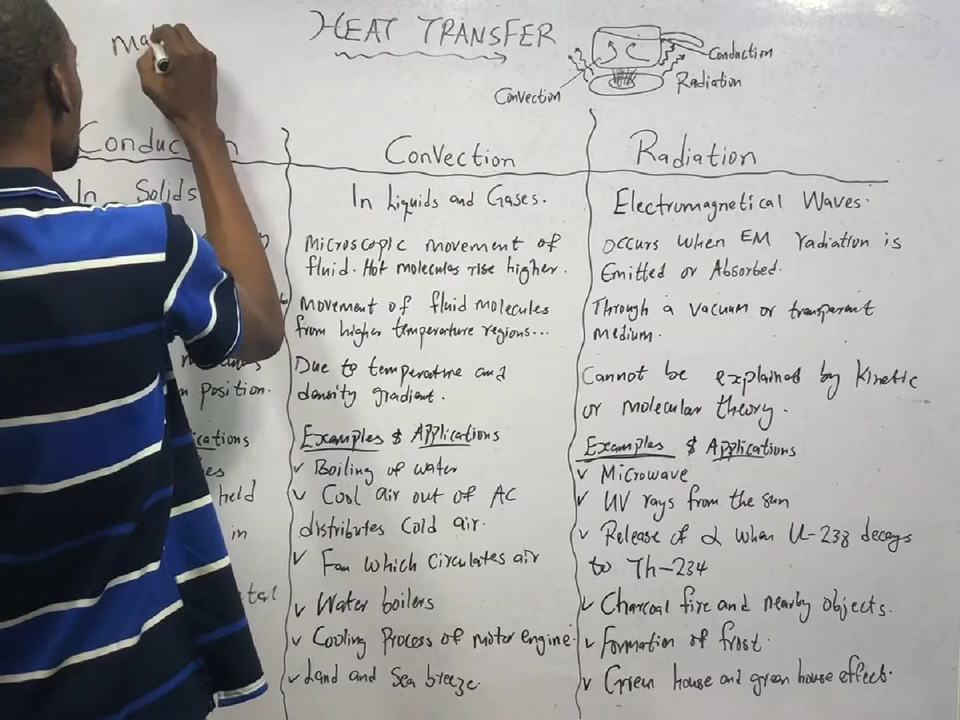 Ma
HEAT TRANSFER
Conduction
Radiation
Convection
Conduction
In Solids
position.
held
in
Convection
In Liquids and Gases.
Microscopic movement of
fluid. Hot molecules rise higher.
Movement of fluid molecules
from higher temperature regions...
Due to temperature and
density gradient.
Examples & Applications
✓ Boiling of water
✓ Cool air out of AC
distributes Cold air.
✓ Fan which circulates air
✓ Water boilers
✓ Cooling Process of motor engine
✓ Land and Sea breeze.
Radiation
Electromagnetical Waves.
Occurs when EM radiation is
Emitted or Absorbed.
Through a vacuum or transparent
medium.
Cannot be explained by Kinetic
or molecular theory.
Examples & Applications
✓ Microwave
✓ UV rays from the sun
✓ Release of α when U-238 decays
to Th-234
✓ Charcoal fire and nearby objects.
✓ Formation of frost.
✓ Green house and green house effect.